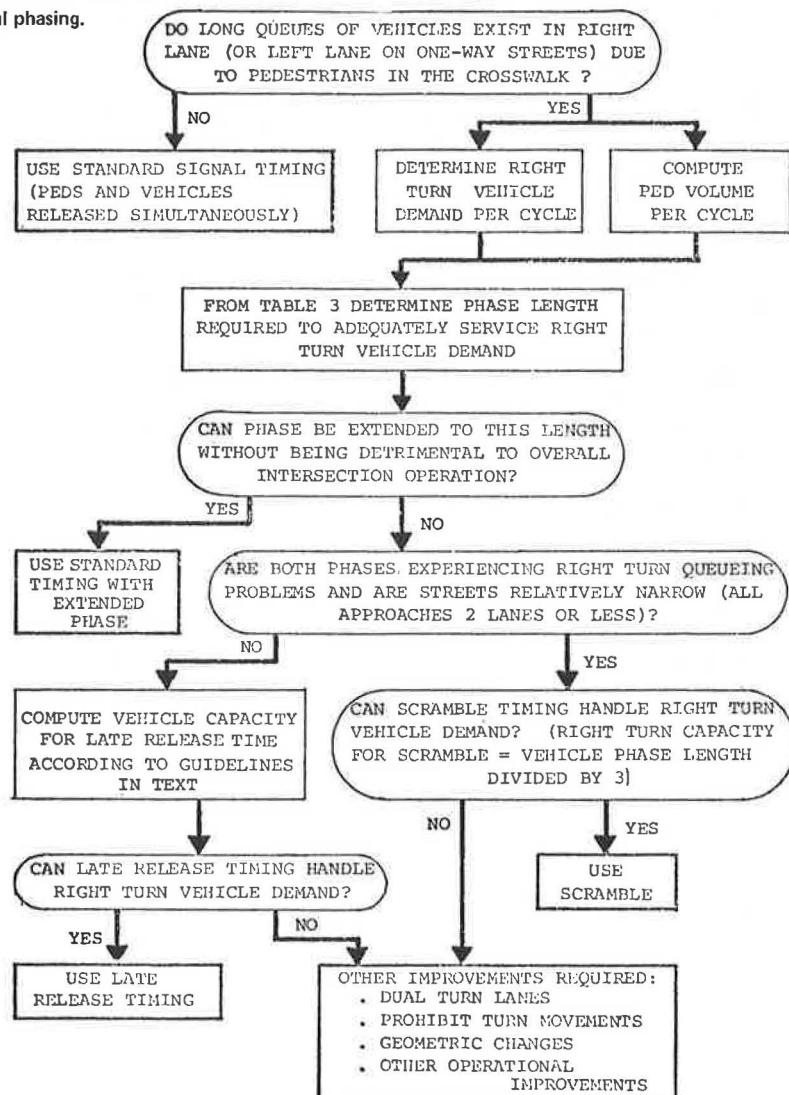 al phasing.
DO LONG QUEUES OF VEHICLES EXIST IN RIGHT
LANE (OR LEFT LANE ON ONE-WAY STREETS) DUE
TO PEDESTRIANS IN THE CROSSWALK ?
NO
YES
USE STANDARD SIGNAL TIMING
(PEDS AND VEHICLES
RELEASED SIMULTANEOUSLY)
DETERMINE RIGHT
TURN VEHICLE
DEMAND PER CYCLE
COMPUTE
PED VOLUME
PER CYCLE
FROM TABLE 3 DETERMINE PHASE LENGTH
REQUIRED TO ADEQUATELY SERVICE RIGHT
TURN VEHICLE DEMAND
CAN PHASE BE EXTENDED TO THIS LENGTH
WITHOUT BEING DETRIMENTAL TO OVERALL
INTERSECTION OPERATION?
YES
NO
USE STANDARD
TIMING WITH
EXTENDED
PHASE
ARE BOTH PHASES EXPERIENCING RIGHT TURN QUEUEING
PROBLEMS AND ARE STREETS RELATIVELY NARROW (ALL
APPROACHES 2 LANES OR LESS)?
NO
YES
COMPUTE VEHICLE CAPACITY
FOR LATE RELEASE TIME
ACCORDING TO GUIDELINES
IN TEXT
CAN SCRAMBLE TIMING HANDLE RIGHT TURN
VEHICLE DEMAND? (RIGHT TURN CAPACITY
FOR SCRAMBLE = VEHICLE PHASE LENGTH
DIVIDED BY 3)
NO
YES
CAN LATE RELEASE TIMING HANDLE
RIGHT TURN VEHICLE DEMAND?
USE
SCRAMBLE
YES
NO
USE LATE
RELEASE TIMING
OTHER IMPROVEMENTS REQUIRED:
. DUAL TURN LANES
. PROHIBIT TURN MOVEMENTS
. GEOMETRIC CHANGES
. OTHER OPERATIONAL
IMPROVEMENTS